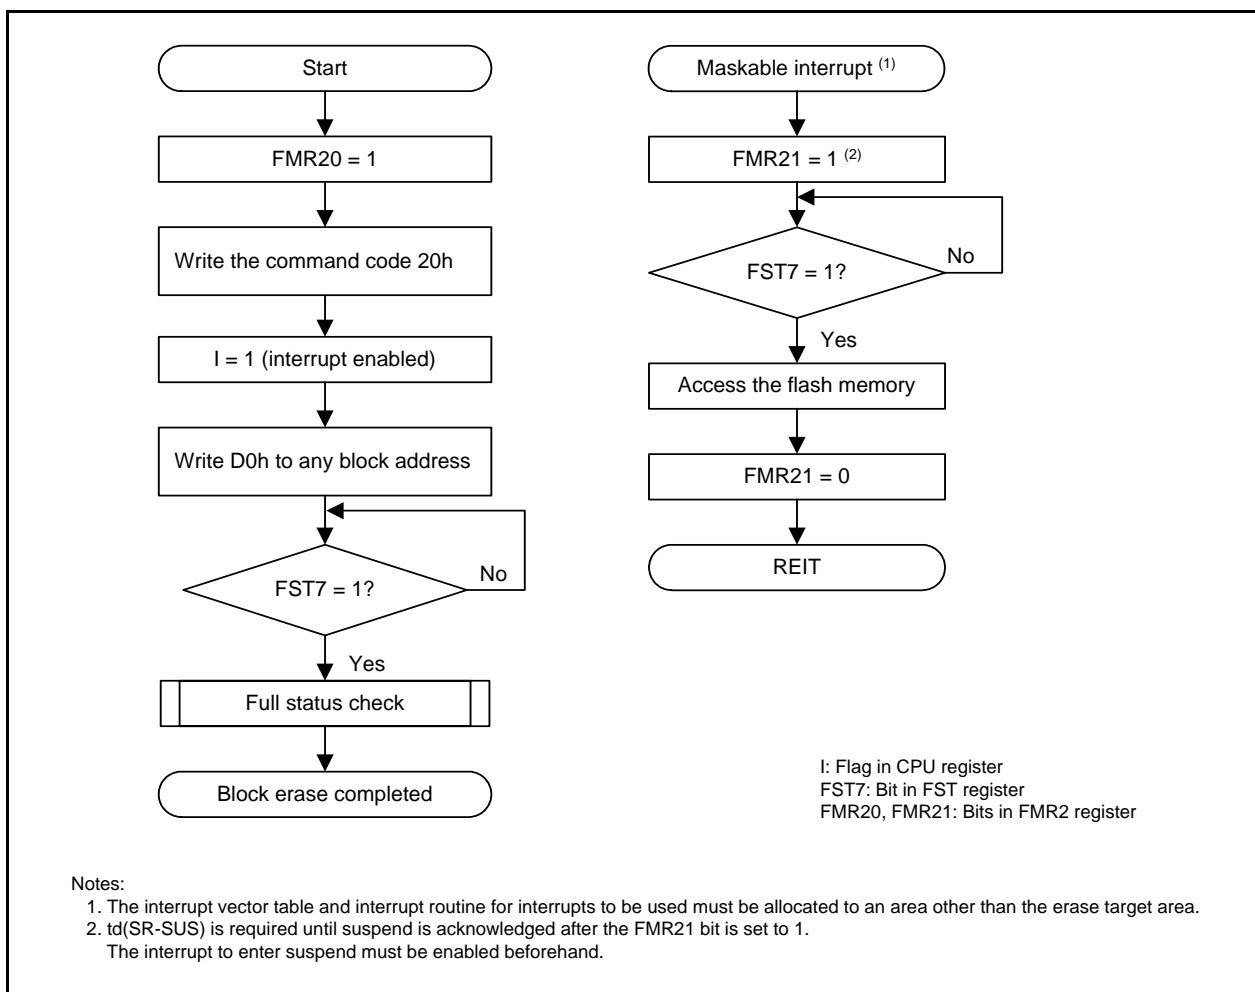 Start
FMR20 = 1
Write the command code 20h
I = 1 (interrupt enabled)
Write D0h to any block address
FST7 = 1?
No
Yes
Full status check
Block erase completed
Maskable interrupt (1)
FMR21 = 1 (2)
FST7 = 1?
No
Yes
Access the flash memory
FMR21 = 0
REIT
I: Flag in CPU register
FST7: Bit in FST register
FMR20, FMR21: Bits in FMR2 register
Notes:
1. The interrupt vector table and interrupt routine for interrupts to be used must be allocated to an area other than the erase target area.
2. td(SR-SUS) is required until suspend is acknowledged after the FMR21 bit is set to 1.
The interrupt to enter suspend must be enabled beforehand.